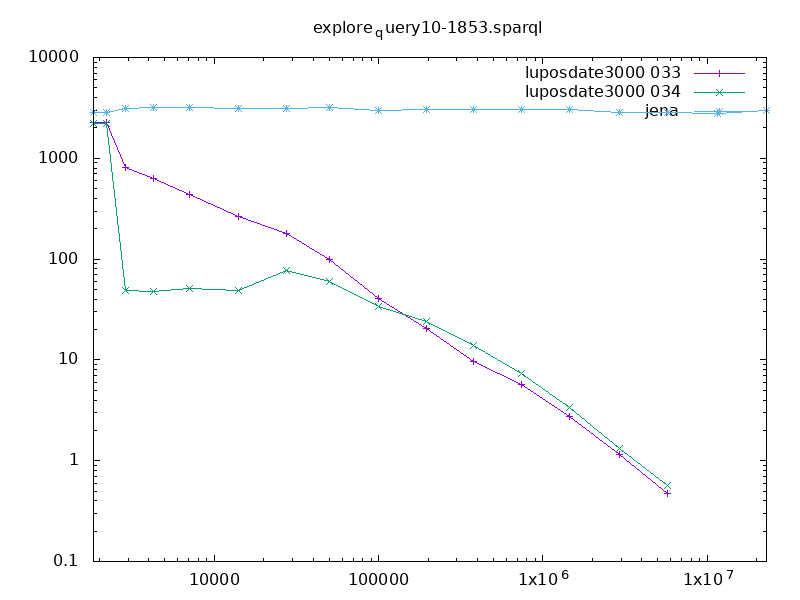 explore_query10-1853.sparql
10000
luposdate3000 033
luposdate3000 034
jena
1000
100
10
1
0.1
10000 100000 1x10^6 1x10^7